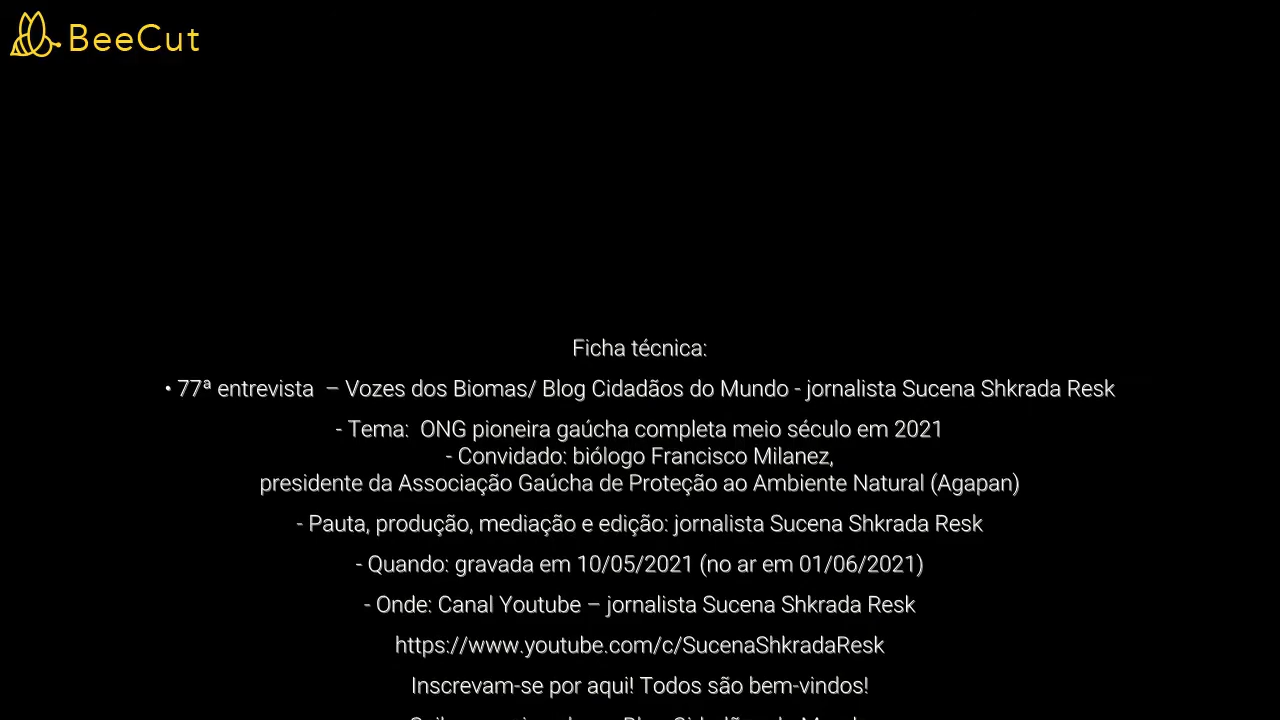 BeeCut
Ficha técnica:
• 77ª entrevista – Vozes dos Biomas/ Blog Cidadãos do Mundo - jornalista Sucena Shkrada Resk
- Tema: ONG pioneira gaúcha completa meio século em 2021
- Convidado: biólogo Francisco Milanez,
presidente da Associação Gaúcha de Proteção ao Ambiente Natural (Agapan)
- Pauta, produção, mediação e edição: jornalista Sucena Shkrada Resk
- Quando: gravada em 10/05/2021 (no ar em 01/06/2021)
- Onde: Canal Youtube – jornalista Sucena Shkrada Resk
https://www.youtube.com/c/SucenaShkradaResk
Inscrevam-se por aqui! Todos são bem-vindos!